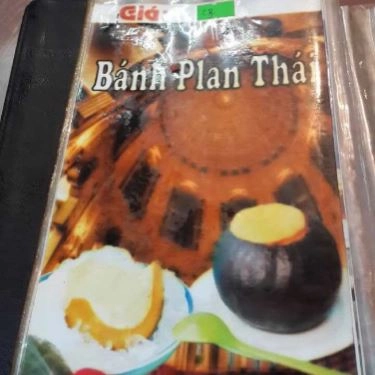 Giá
Bánh Plan Thái